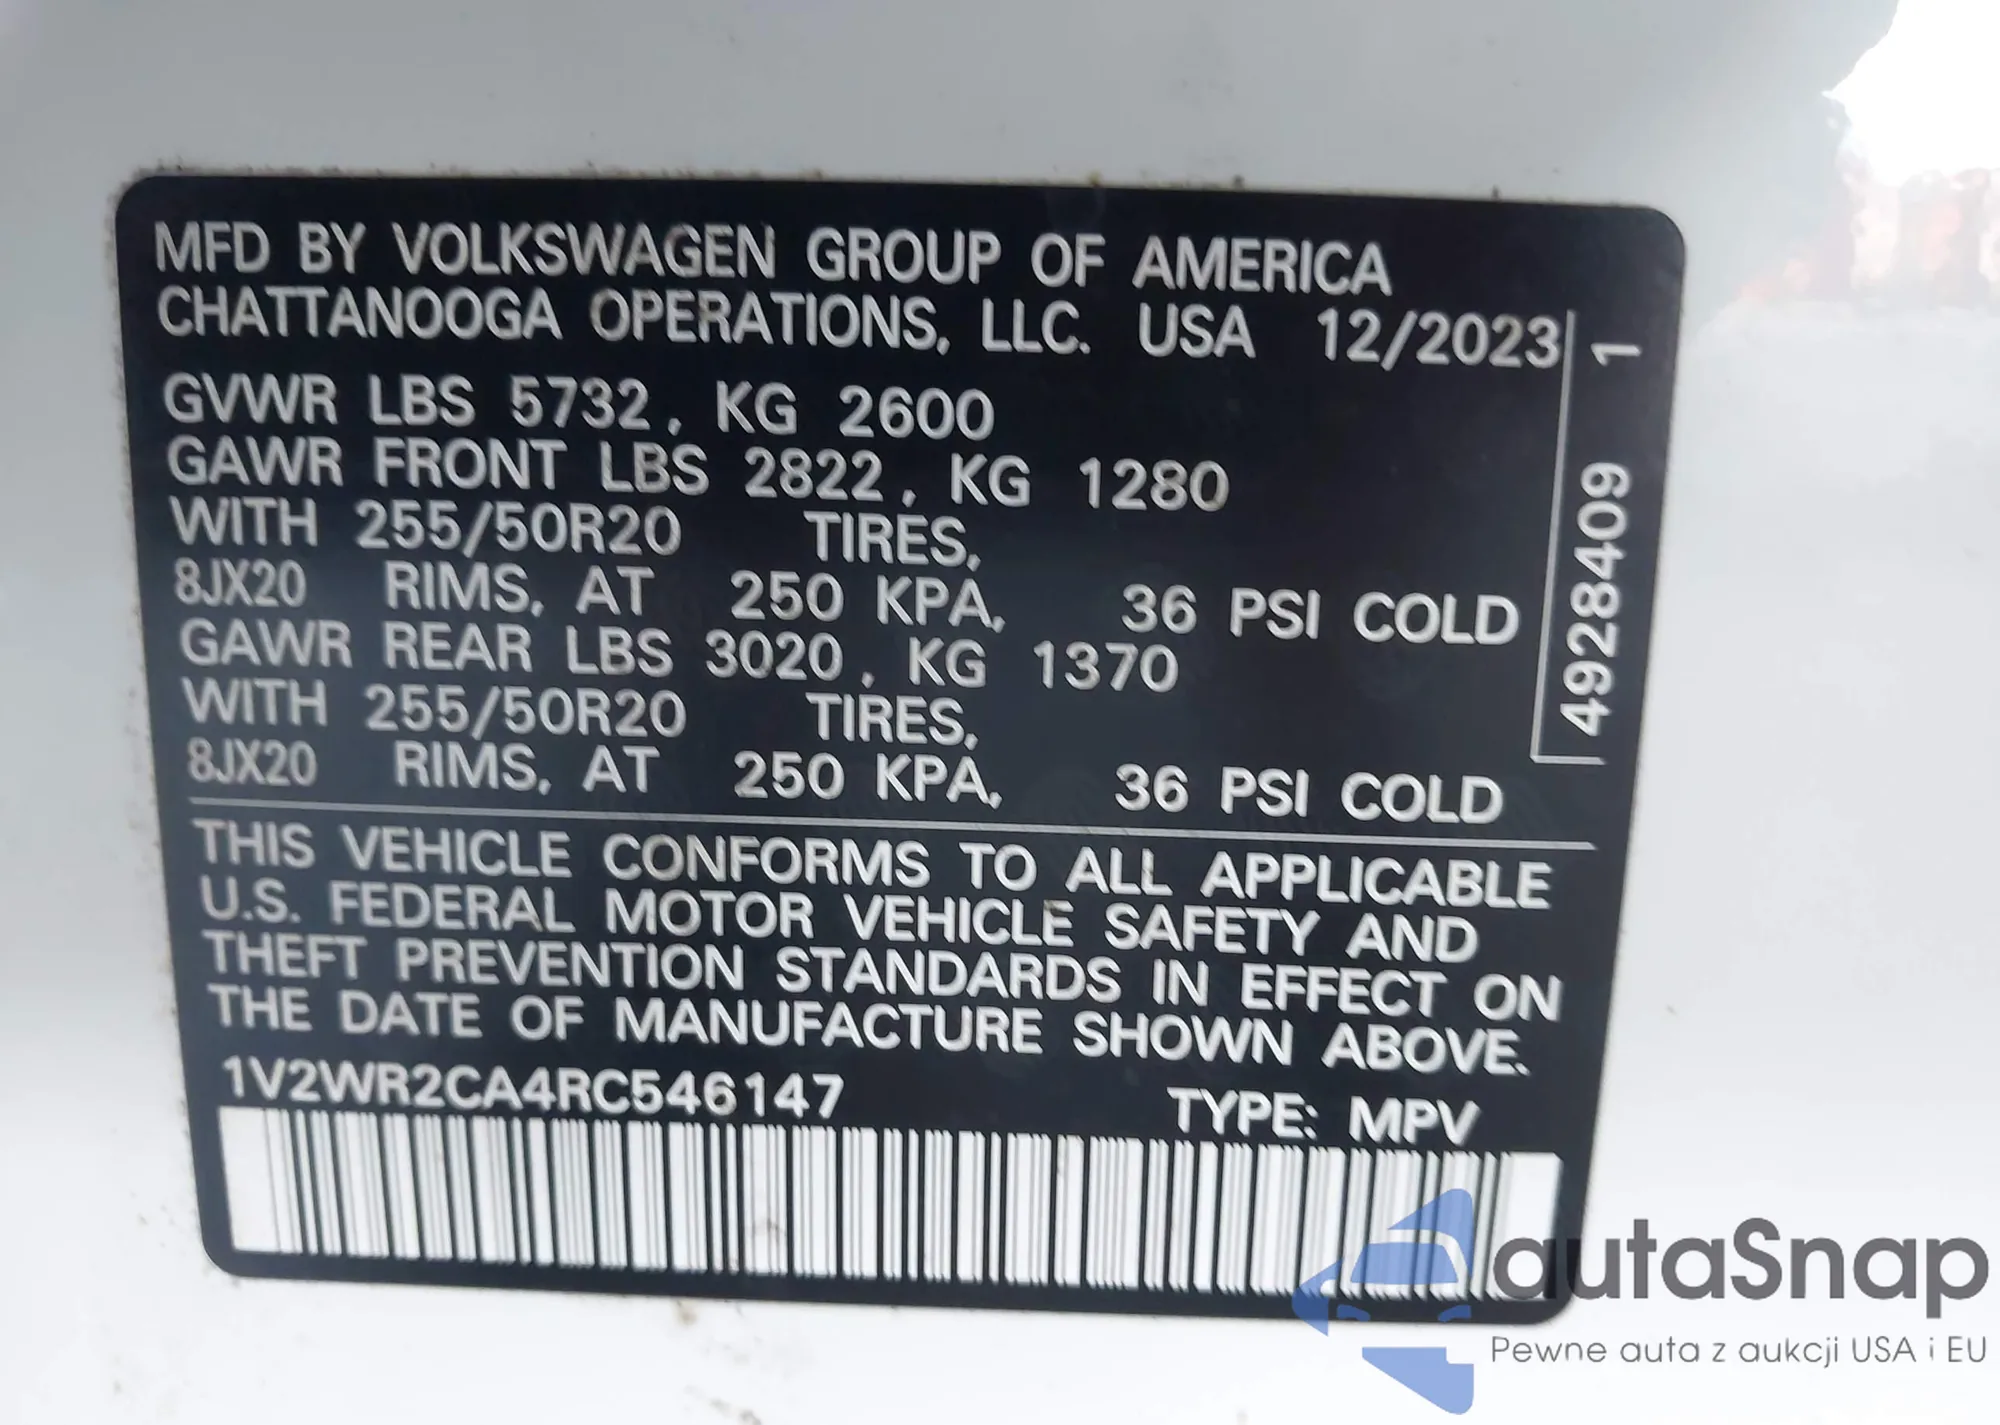 MFD BY VOLKSWAGEN GROUP OF AMERICA
CHATTANOOGA OPERATIONS, LLC. USA 12/2023
GVWR LBS 5732, KG 2600
GAWR FRONT LBS 2822, KG 1280
WITH 255/50R20 TIRES,
8JX20 RIMS, AT 250 KPA, 36 PSI COLD
GAWR REAR LBS 3020, KG 1370
WITH 255/50R20 TIRES,
8JX20 RIMS, AT 250 KPA, 36 PSI COLD
4928409 1
THIS VEHICLE CONFORMS TO ALL APPLICABLE
U.S. FEDERAL MOTOR VEHICLE SAFETY AND
THEFT PREVENTION STANDARDS IN EFFECT ON
THE DATE OF MANUFACTURE SHOWN ABOVE.
1V2WR2CA4RC546147 TYPE: MPV
autaSnap
Pewne auta z aukcji USA i EU